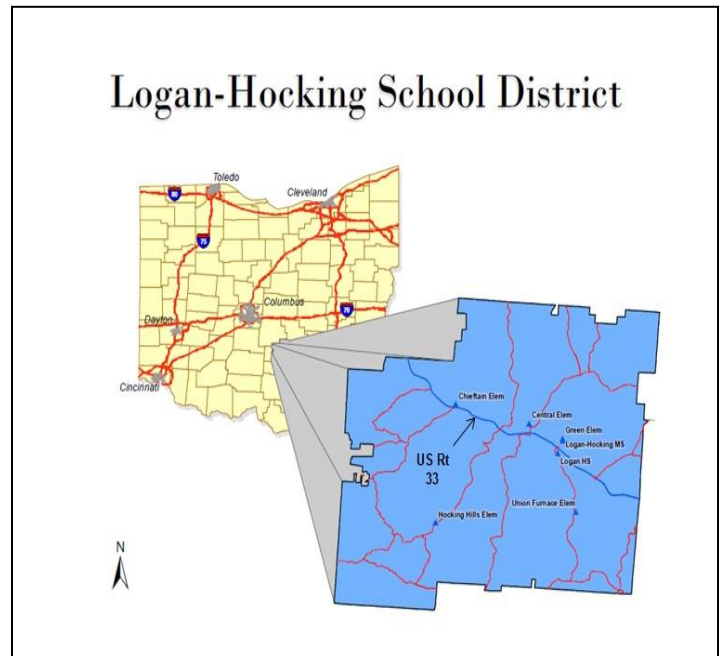 Logan-Hocking School District
Toledo
80
Cleveland
75
Columbus
70
Dayton
Cincinnati
Chieftain Elem
Central Elem
Green Elem
Logan-Hocking MS
Logan HS
US Rt
33
Union Furnace Elem
Hocking Hills Elem
N